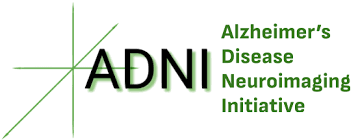 ADNI
Alzheimer's
Disease
Neuroimaging
Initiative